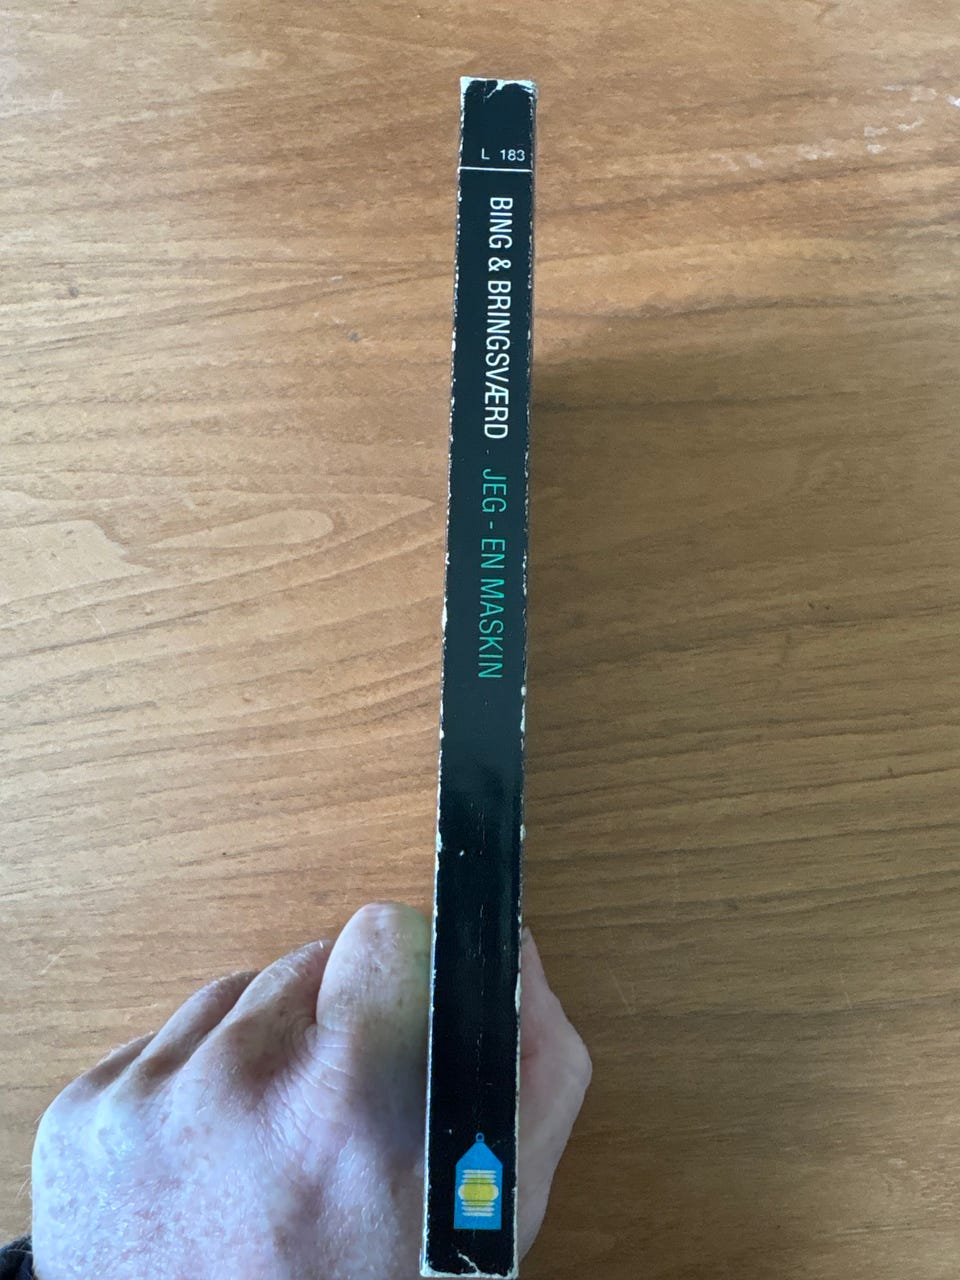 L 183
BING & BRINGSVÆRD · JEG - EN MASKIN